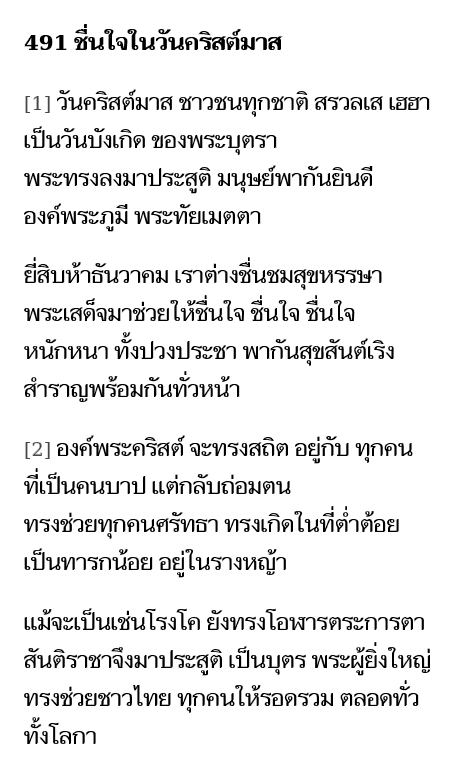 491 ชื่นใจในวันคริสต์มาส
[1] วันคริสต์มาส ชาวชนทุกชาติ สรวลเส เฮฮา
เป็นวันบังเกิด ของพระบุตรา
พระทรงลงมาประสูติ มนุษย์พากันยินดี
องค์พระภูมี พระทัยเมตตา
ยี่สิบห้าธันวาคม เราต่างชื่นชมสุขหรรษา
พระเสด็จมาช่วยให้ชื่นใจ ชื่นใจ ชื่นใจ
หนักหนา ทั้งปวงประชา พากันสุขสันต์เริง
สำราญพร้อมกันทั่วหน้า
[2] องค์พระคริสต์ จะทรงสถิต อยู่กับ ทุกคน
ที่เป็นคนบาป แต่กลับถ่อมตน
ทรงช่วยทุกคนศรัทธา ทรงเกิดในที่ต่ำต้อย
เป็นทารกน้อย อยู่ในรางหญ้า
แม้จะเป็นเช่นโรงโค ยังทรงโอฬารตระการตา
สันติราชาจึงมาประสูติ เป็นบุตร พระผู้ยิ่งใหญ่
ทรงช่วยชาวไทย ทุกคนให้รอดรวม ตลอดทั่ว
ทั้งโลกา